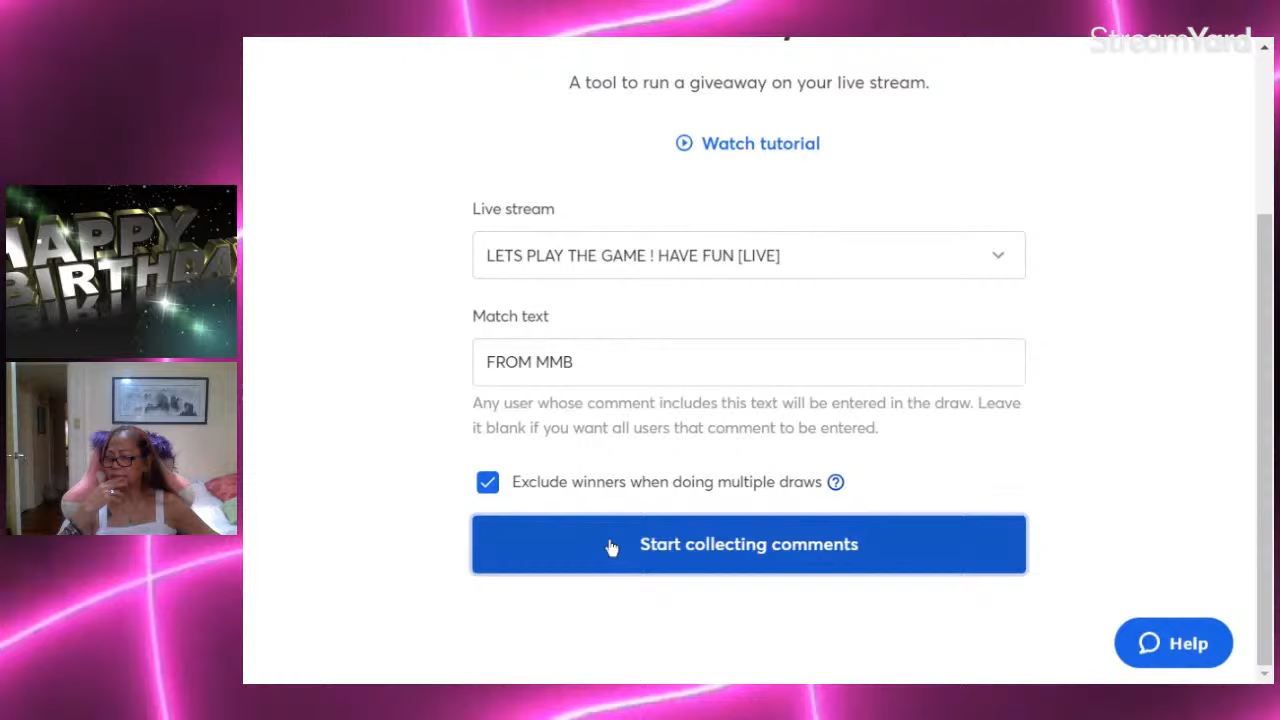 StreamYard
A tool to run a giveaway on your live stream.
Watch tutorial
Live stream
LETS PLAY THE GAME ! HAVE FUN [LIVE]
Match text
FROM MMB
Any user whose comment includes this text will be entered in the draw. Leave
it blank if you want all users that comment to be entered.
Exclude winners when doing multiple draws
Start collecting comments
Help
HAPPY
BIRTHDA